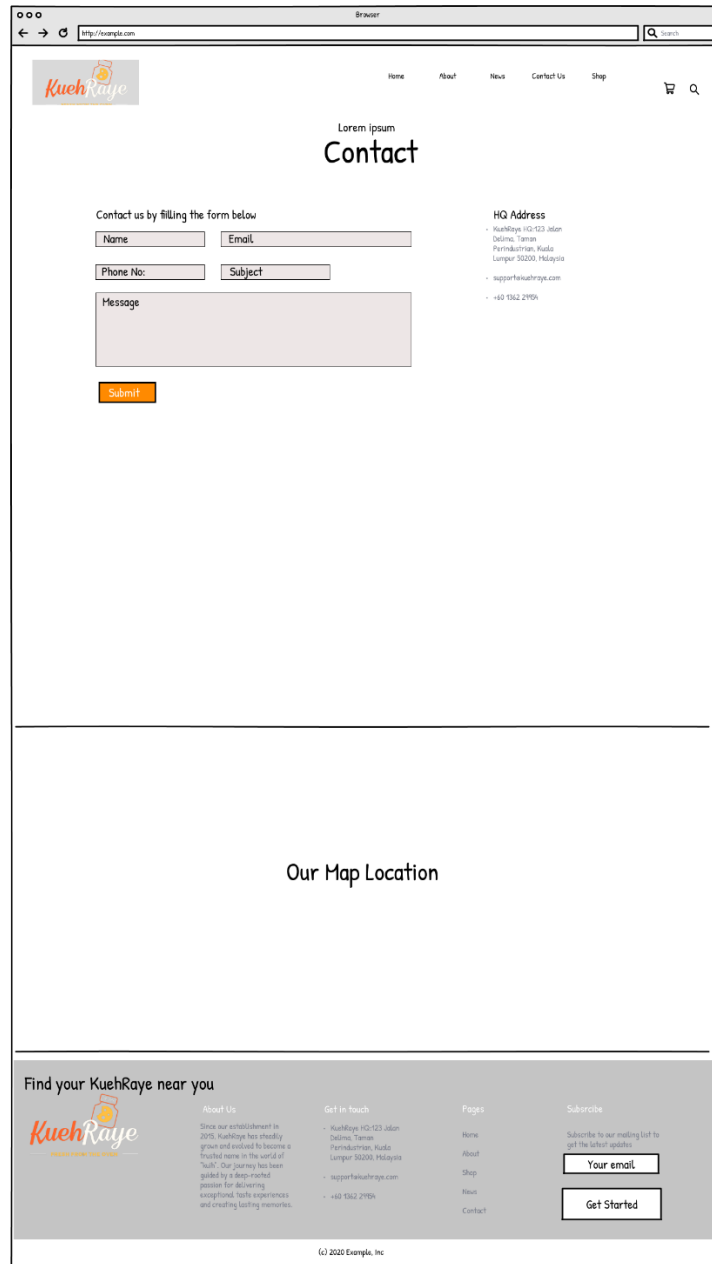 Browser
http://example.com
Search
KuehRaye
Home
About
News
Contact Us
Shop
Lorem ipsum
Contact
Contact us by fiilling the form below
Name
Email
Phone No:
Subject
Message
Submit
HQ Address
- KuehRaye HQ:123 Jalan
Delima, Taman
Perindustrian, Kuala
Lumpur 50200, Malaysia
- support@kuehraye.com
- +60 1362 29154
Our Map Location
Find your KuehRaye near you
KuehRaye
About Us
Since our establishment in
2015, KuehRaye has steadily
grown and evolved to become a
trusted name in the world of
"kuih". Our journey has been
guided by a deep-rooted
passion for delivering
exceptional taste experiences
and creating lasting memories.
Get in touch
- KuehRaye HQ:123 Jalan
Delima, Taman
Perindustrian, Kuala
Lumpur 50200, Malaysia
- support@kuehraye.com
- +60 1362 29154
Pages
Home
About
Shop
News
Contact
Subsrcibe
Subscribe to our mailing list to
get the latest updates
Your email
Get Started
(c) 2020 Example, Inc